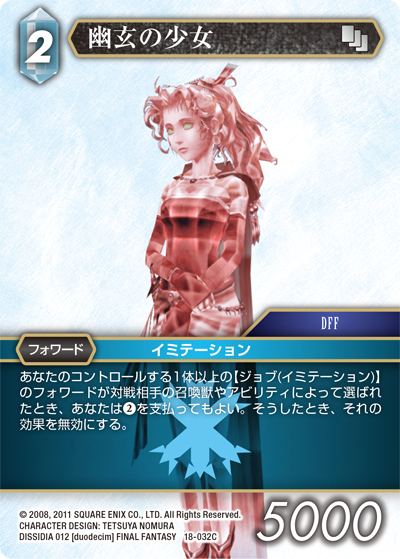 2
幽玄の少女
DFF
フォワード
イミテーション
あなたのコントロールする1体以上の【ジョブ(イミテーション)】
のフォワードが対戦相手の召喚獣やアビリティによって選ばれ
たとき、あなたは❷を支払ってもよい。そうしたとき、それの
効果を無効にする。
© 2008, 2011 SQUARE ENIX CO., LTD. All Rights Reserved.
CHARACTER DESIGN: TETSUYA NOMURA
DISSIDIA 012 [duodecim] FINAL FANTASY
18-032C
5000